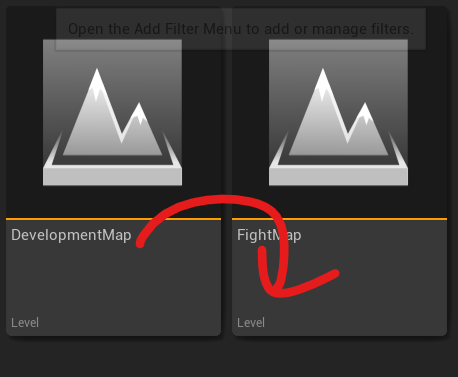 Open the Add Filter Menu to add or manage filters.
DevelopmentMap
FightMap
Level
Level